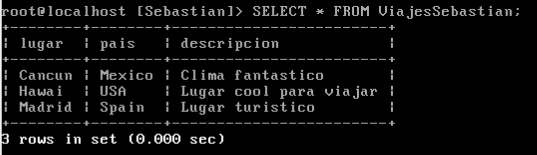 root@localhost [Sebastian]> SELECT * FROM ViajesSebastian;
+--------+--------+-------------------------+
| lugar  | pais   | descripcion             |
+--------+--------+-------------------------+
| Cancun | Mexico | Clima fantastico        |
| Hawai  | USA    | Lugar cool para viajar  |
| Madrid | Spain  | Lugar turistico         |
+--------+--------+-------------------------+
3 rows in set (0.000 sec)